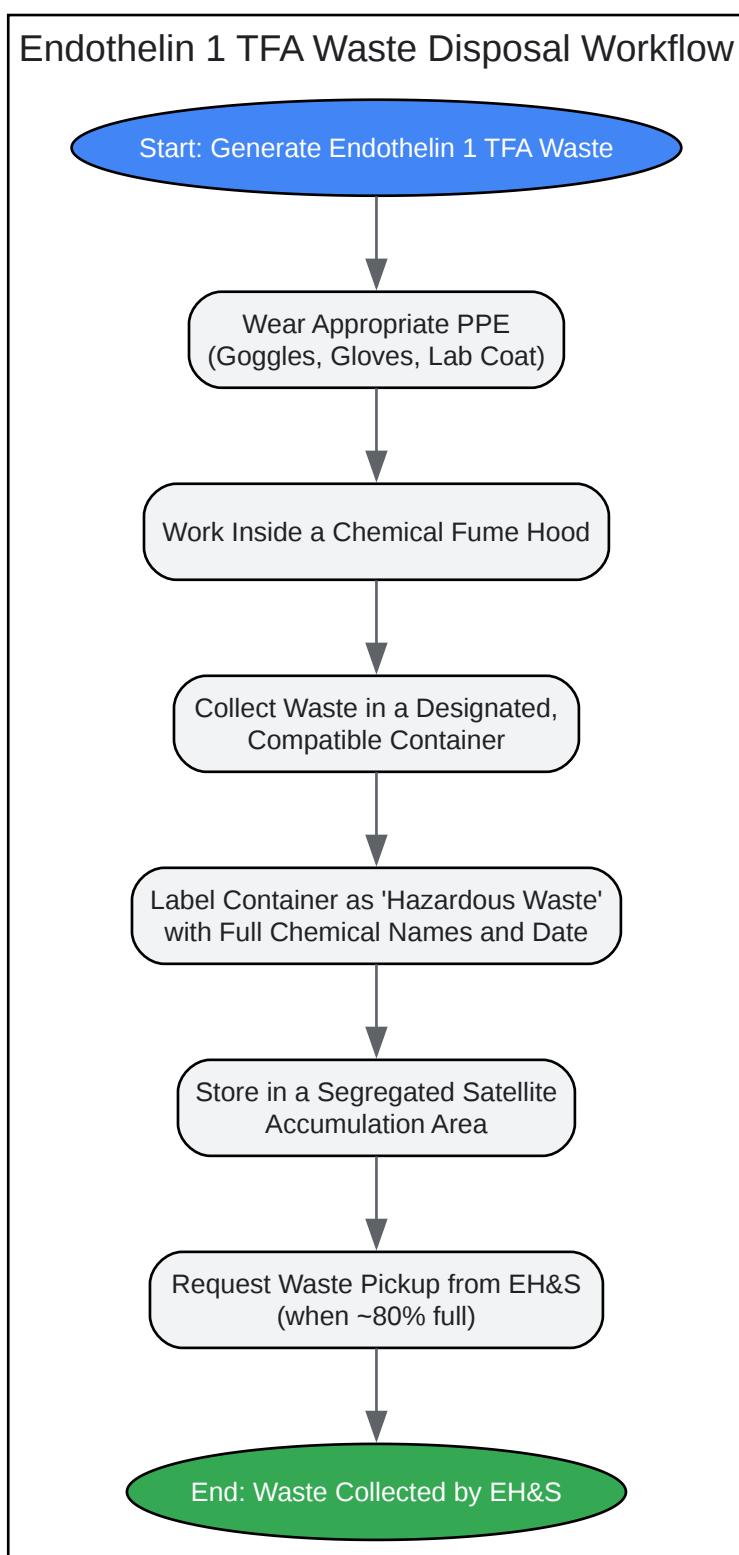 Endothelin 1 TFA Waste Disposal Workflow
Start: Generate Endothelin 1 TFA Waste
Wear Appropriate PPE
(Goggles, Gloves, Lab Coat)
Work Inside a Chemical Fume Hood
Collect Waste in a Designated,
Compatible Container
Label Container as 'Hazardous Waste'
with Full Chemical Names and Date
Store in a Segregated Satellite
Accumulation Area
Request Waste Pickup from EH&S
(when ~80% full)
End: Waste Collected by EH&S